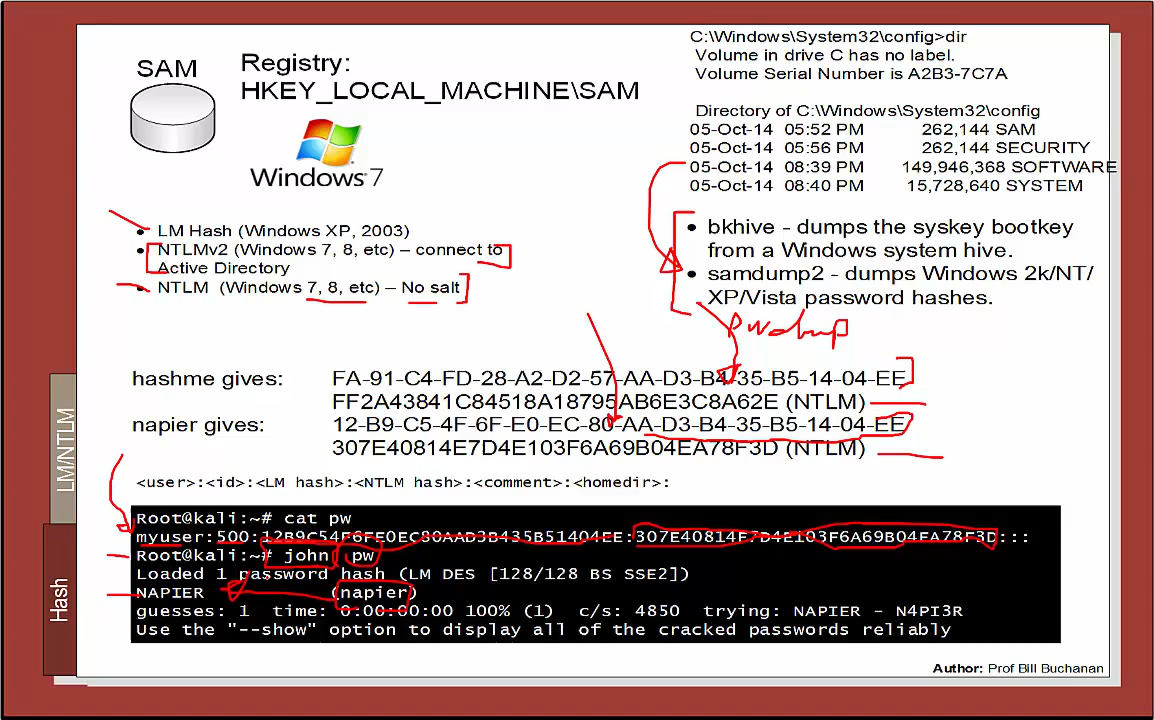 SAM
Registry:
HKEY_LOCAL_MACHINE\SAM
Windows 7
C:\Windows\System32\config>dir
Volume in drive C has no label.
Volume Serial Number is A2B3-7C7A
Directory of C:\Windows\System32\config
05-Oct-14 05:52 PM 262,144 SAM
05-Oct-14 05:56 PM 262,144 SECURITY
05-Oct-14 08:39 PM 149,946,368 SOFTWARE
05-Oct-14 08:40 PM 15,728,640 SYSTEM
• LM Hash (Windows XP, 2003)
• NTLMv2 (Windows 7, 8, etc) – connect to
Active Directory
• NTLM (Windows 7, 8, etc) – No salt
• bkhive - dumps the syskey bootkey
from a Windows system hive.
• samdump2 - dumps Windows 2k/NT/
XP/Vista password hashes.
pwdump
hashme gives: FA-91-C4-FD-28-A2-D2-57-AA-D3-B4-35-B5-14-04-EE
FF2A43841C84518A18795AB6E3C8A62E (NTLM)
napier gives: 12-B9-C5-4F-6F-E0-EC-80-AA-D3-B4-35-B5-14-04-EE
307E40814E7D4E103F6A69B04EA78F3D (NTLM)
<user>:<id>:<LM hash>:<NTLM hash>:<comment>:<homedir>:
Root@kali:~# cat pw
myuser:500:12B9C54F6FE0EC80AAD3B435B51404EE:307E40814E7D4E103F6A69B04EA78F3D:::
Root@kali:~# john pw
Loaded 1 password hash (LM DES [128/128 BS SSE2])
NAPIER (napier)
guesses: 1 time: 0:00:00:00 100% (1) c/s: 4850 trying: NAPIER - N4PI3R
Use the "--show" option to display all of the cracked passwords reliably
LM/NTLM
Hash
Author: Prof Bill Buchanan